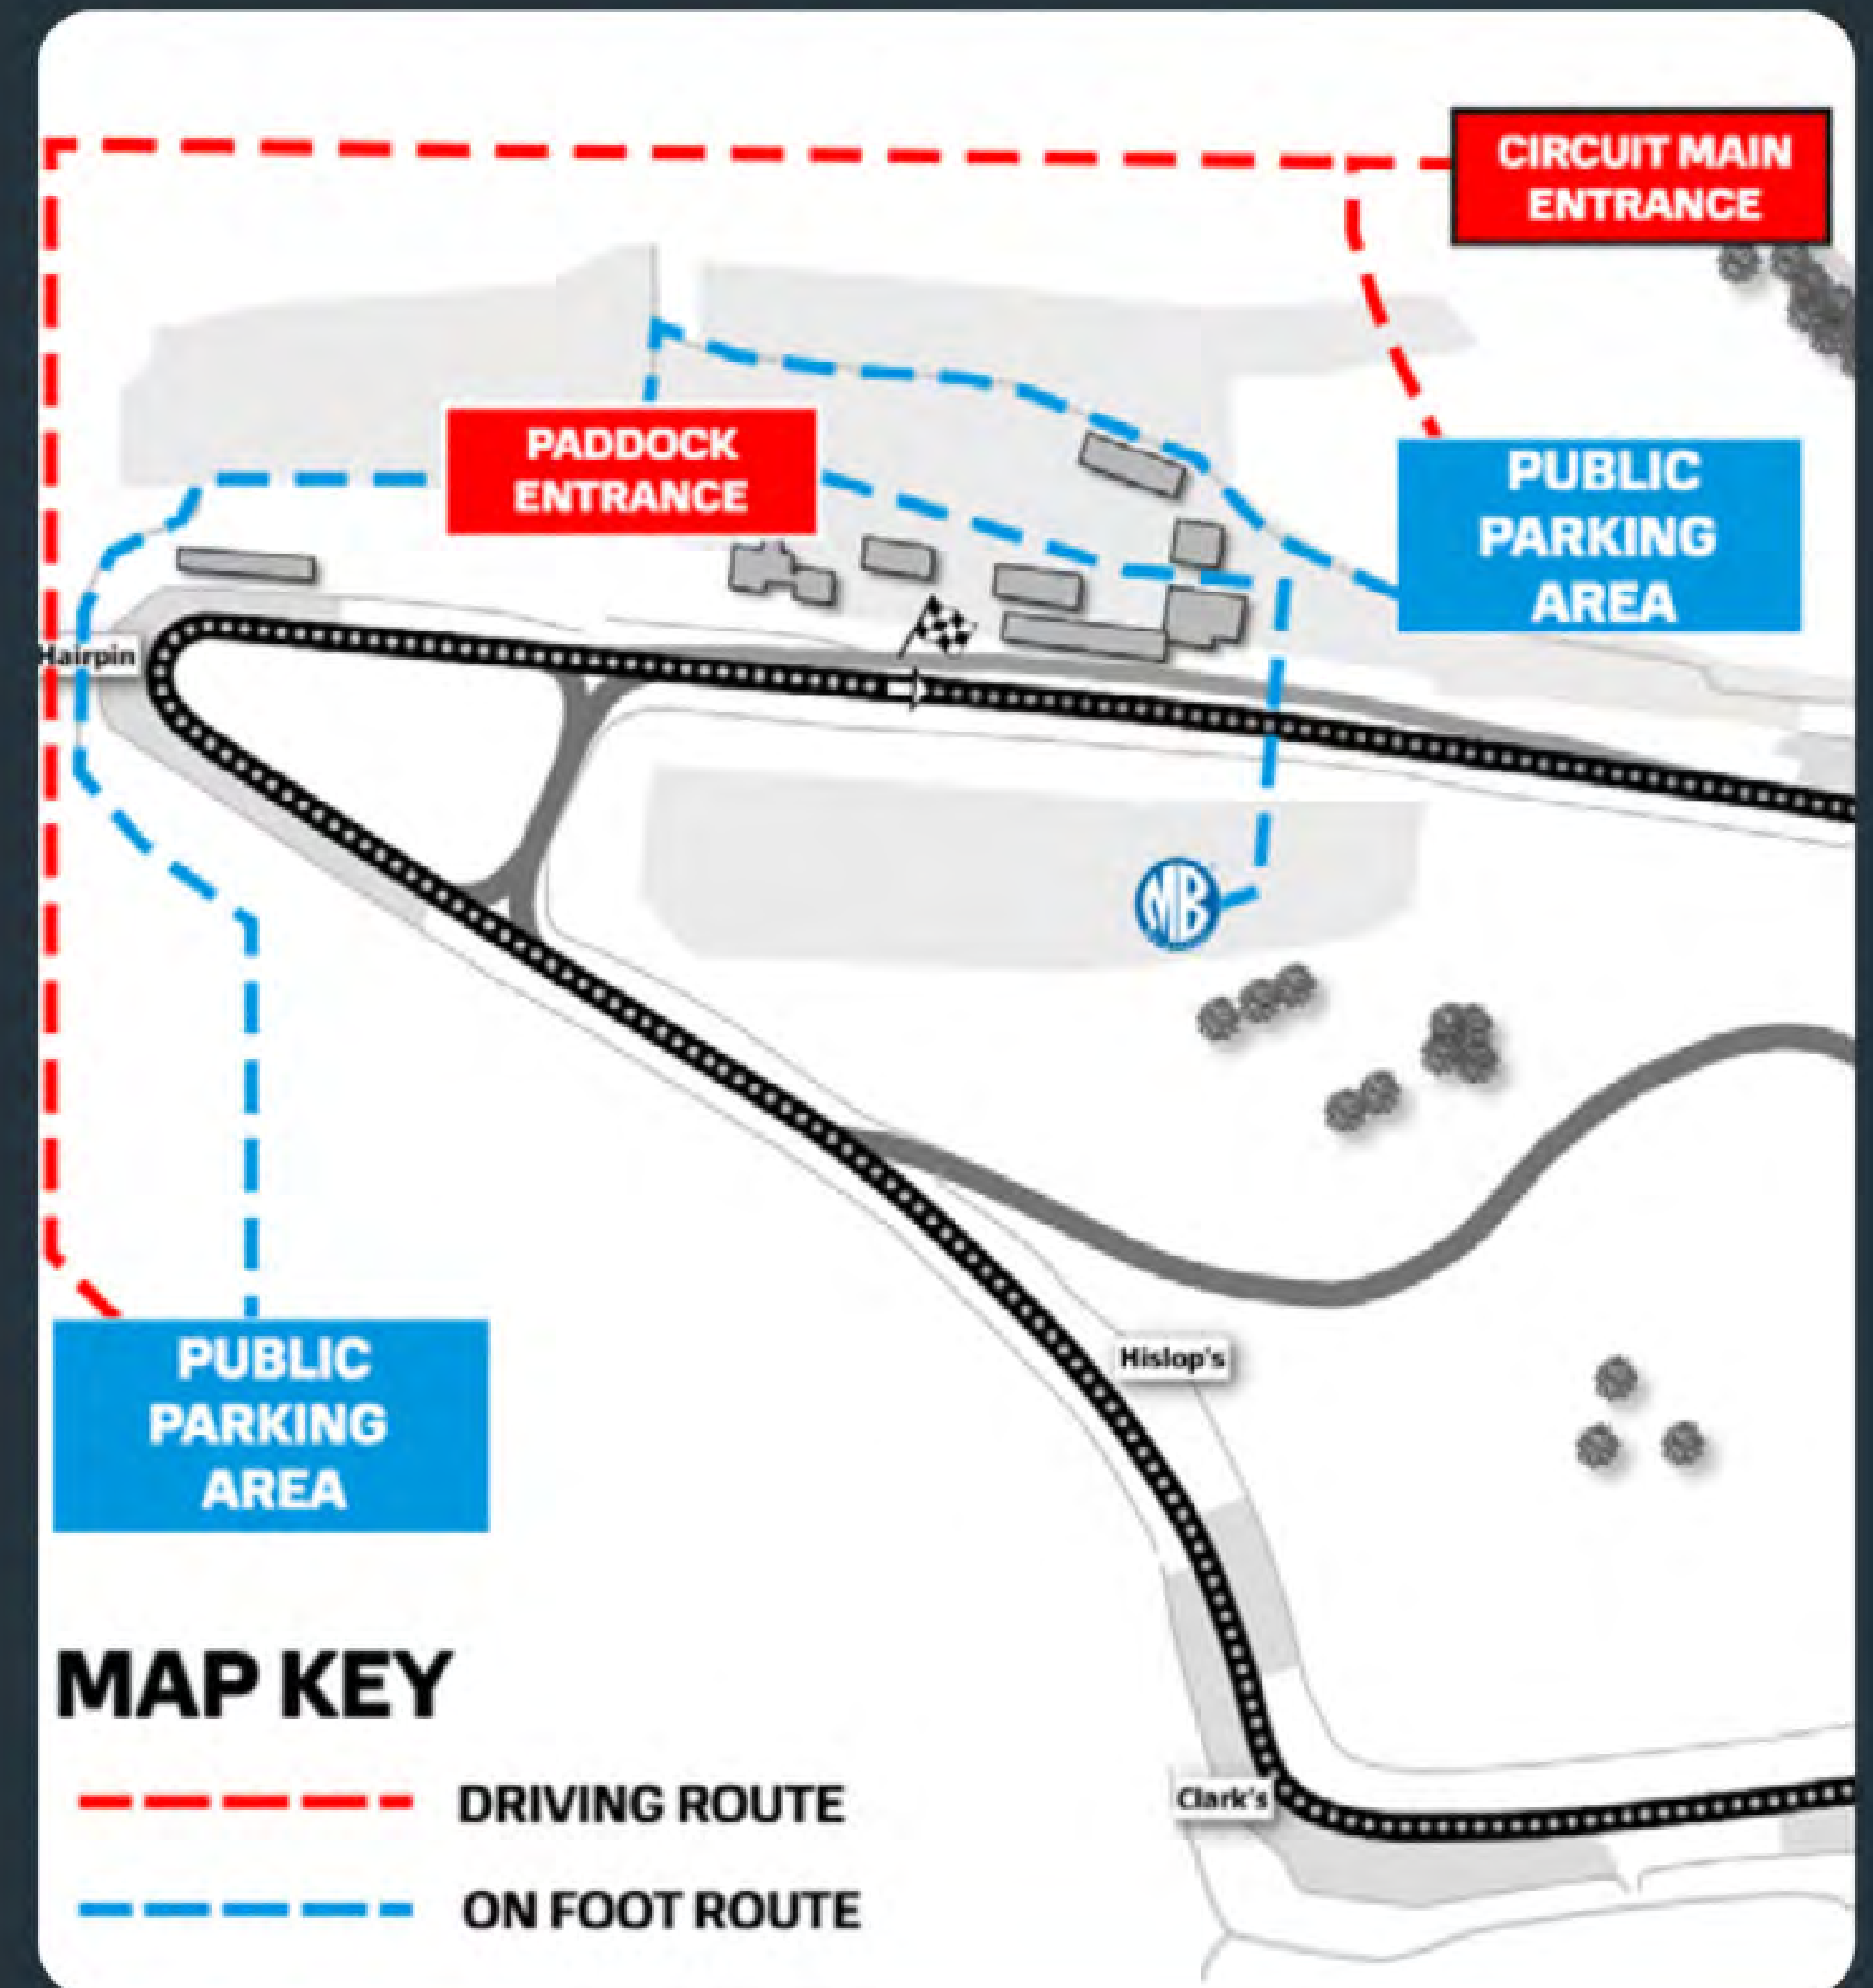 CIRCUIT MAIN
ENTRANCE
PADDOCK
ENTRANCE
PUBLIC
PARKING
AREA
Hairpin
MB
Hislop's
PUBLIC
PARKING
AREA
Clark's
MAP KEY
DRIVING ROUTE
ON FOOT ROUTE